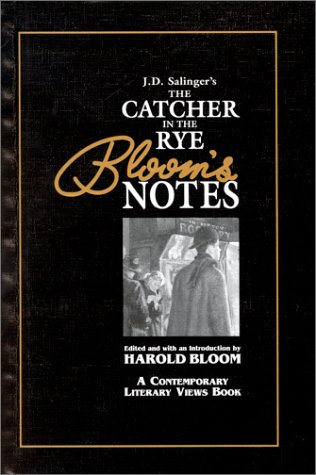 J.D. Salinger's
THE
CATCHER
IN THE
RYE
Bloom's
NOTES
Edited and with an Introduction by
HAROLD BLOOM
A CONTEMPORARY
LITERARY VIEWS BOOK